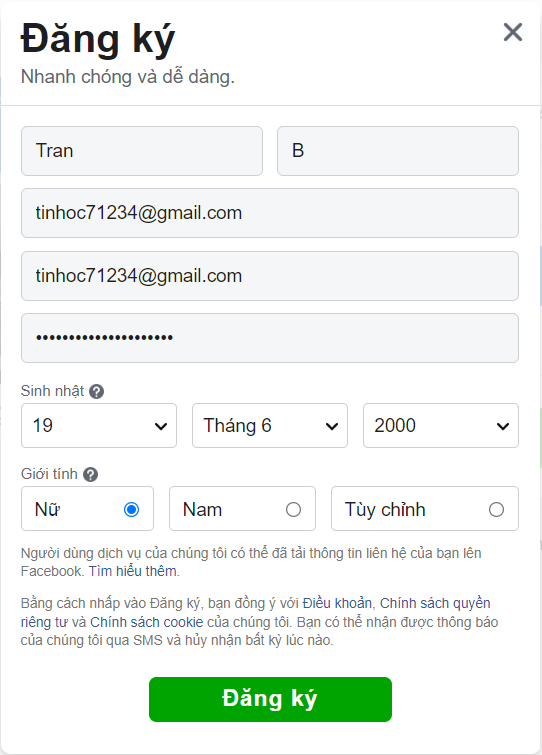 Đăng ký
Nhanh chóng và dễ dàng.
Tran B
tinhoc71234@gmail.com
tinhoc71234@gmail.com
•••••••••••••••••••••
Sinh nhật ?
19 Tháng 6 2000
Giới tính ?
Nữ Nam Tùy chỉnh
Người dùng dịch vụ của chúng tôi có thể đã tải thông tin liên hệ của bạn lên
Facebook. Tìm hiểu thêm.
Bằng cách nhấp vào Đăng ký, bạn đồng ý với Điều khoản, Chính sách quyền
riêng tư và Chính sách cookie của chúng tôi. Bạn có thể nhận được thông báo
của chúng tôi qua SMS và hủy nhận bất kỳ lúc nào.
Đăng ký